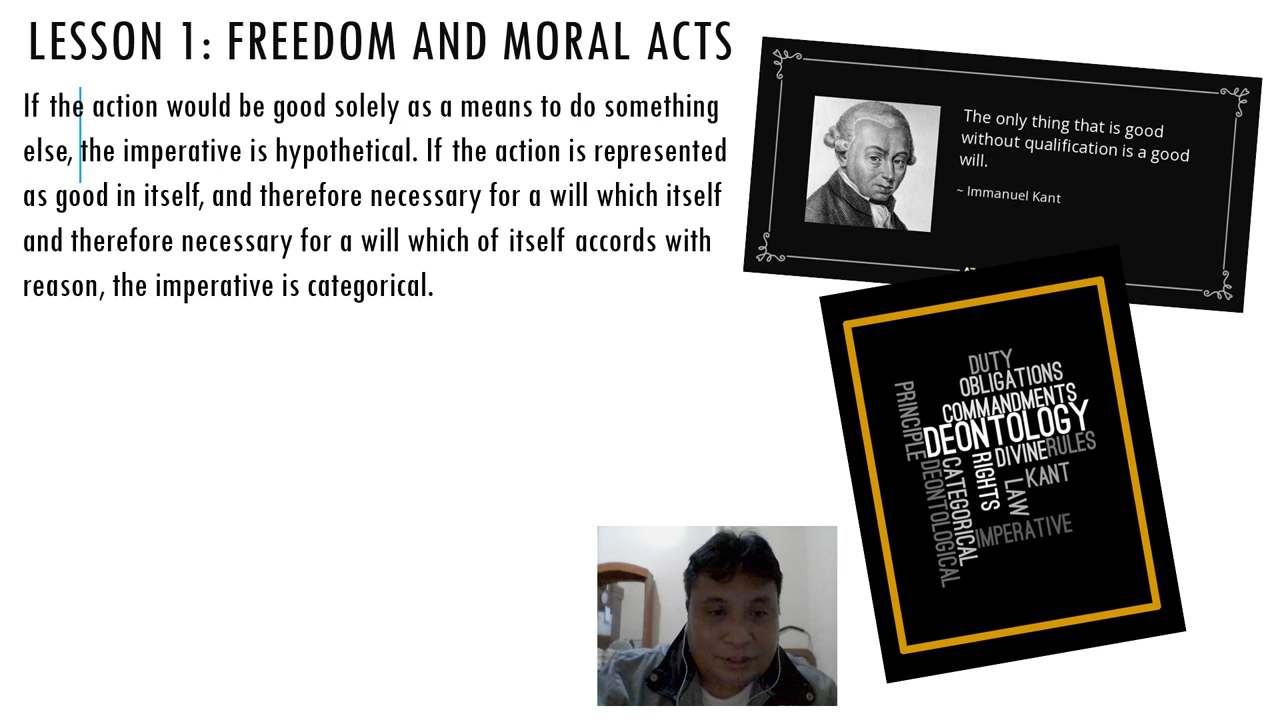 LESSON 1: FREEDOM AND MORAL ACTS
If the action would be good solely as a means to do something
else, the imperative is hypothetical. If the action is represented
as good in itself, and therefore necessary for a will which itself
and therefore necessary for a will which of itself accords with
reason, the imperative is categorical.
The only thing that is good
without qualification is a good
will.
~ Immanuel Kant
DUTY
OBLIGATIONS
COMMANDMENTS
DEONTOLOGY
PRINCIPLE
DIVINE RULES
RIGHTS
KANT
LAW
CATEGORICAL
DEONTOLOGICAL
IMPERATIVE